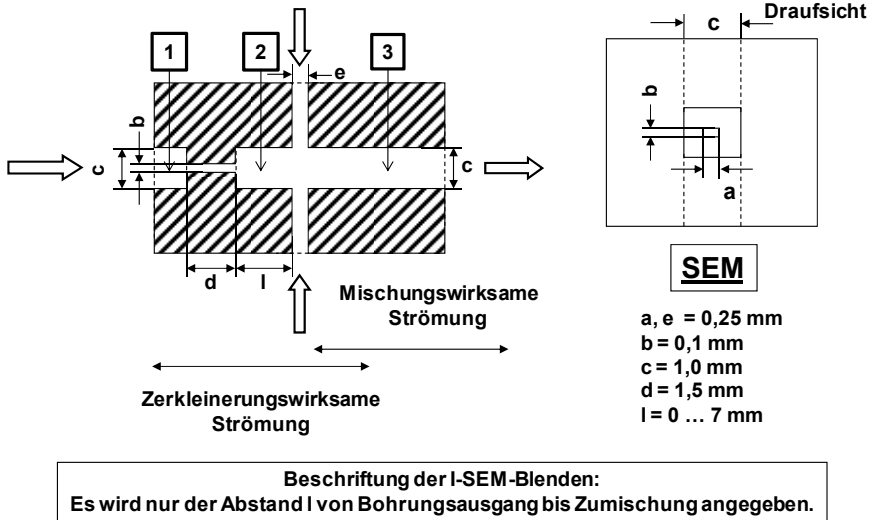 Draufsicht
1
2
3
e
c
b
c
c
b
a
d
l
SEM
Mischungswirksame
Strömung
Zerkleinerungswirksame
Strömung
a, e = 0,25 mm
b = 0,1 mm
c = 1,0 mm
d = 1,5 mm
l = 0 ... 7 mm
Beschriftung der I-SEM-Blenden:
Es wird nur der Abstand l von Bohrungsausgang bis Zumischung angegeben.